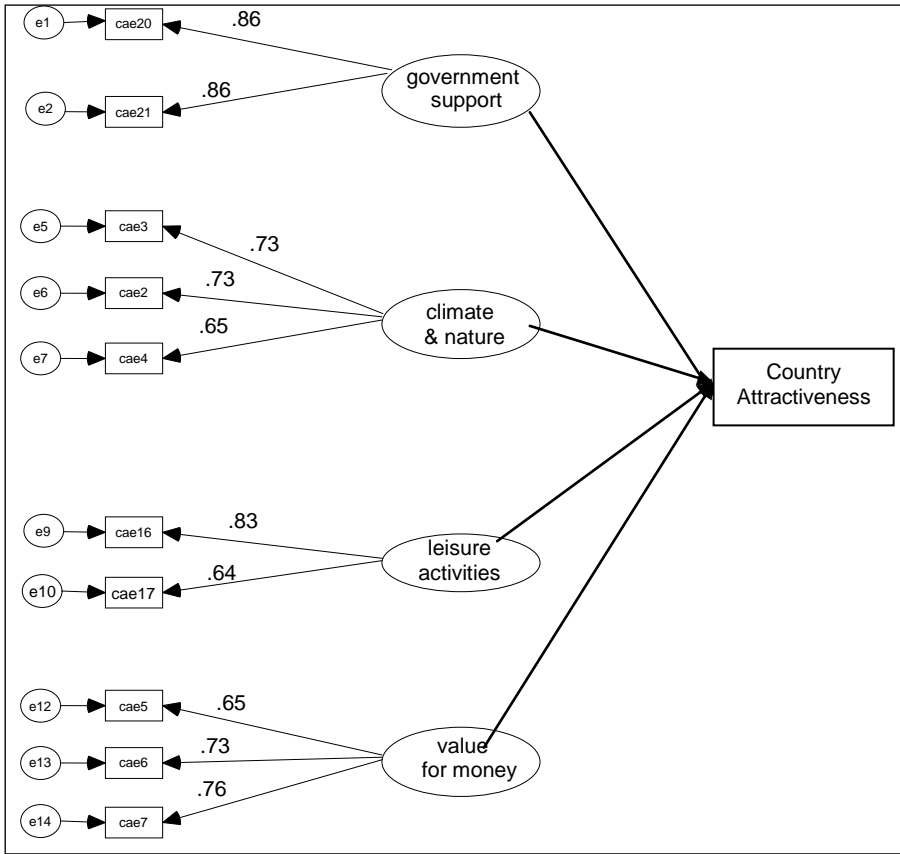 e1
cae20
.86
government
support
e2
cae21
.86
e5
cae3
.73
e6
cae2
.73
climate
& nature
e7
cae4
.65
Country
Attractiveness
e9
cae16
.83
leisure
activities
e10
cae17
.64
e12
cae5
.65
e13
cae6
.73
value
for money
e14
cae7
.76